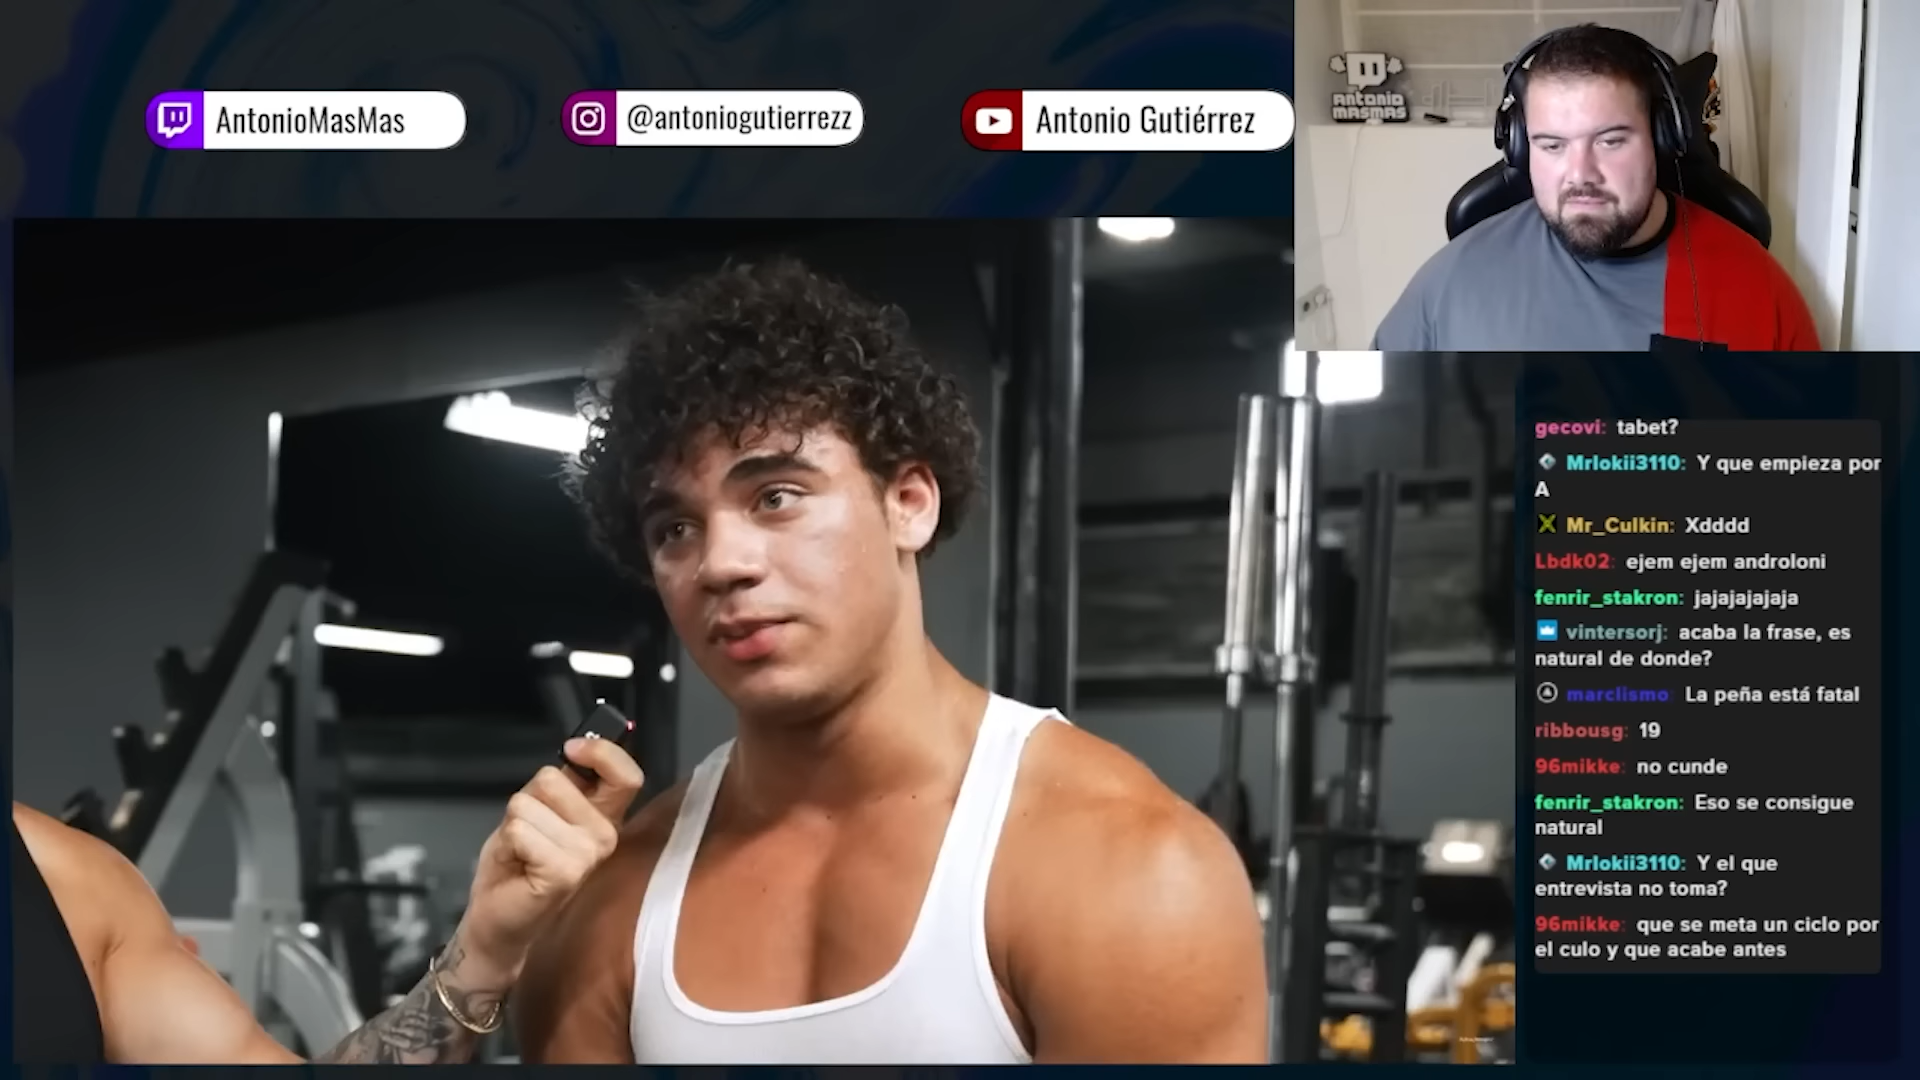 AntonioMasMas
@antoniogutierrezz
Antonio Gutiérrez
antonio
masmas
gecovi: tabet?
Mrlokii3110: Y que empieza por
A
Mr_Culkin: Xdddd
Lbdk02: ejem ejem androloni
fenrir_stakron: jajajajajaja
vintersorj: acaba la frase, es
natural de donde?
marclismo: La peña está fatal
ribbousg: 19
96mikke: no cunde
fenrir_stakron: Eso se consigue
natural
Mrlokii3110: Y el que
entrevista no toma?
96mikke: que se meta un ciclo por
el culo y que acabe antes